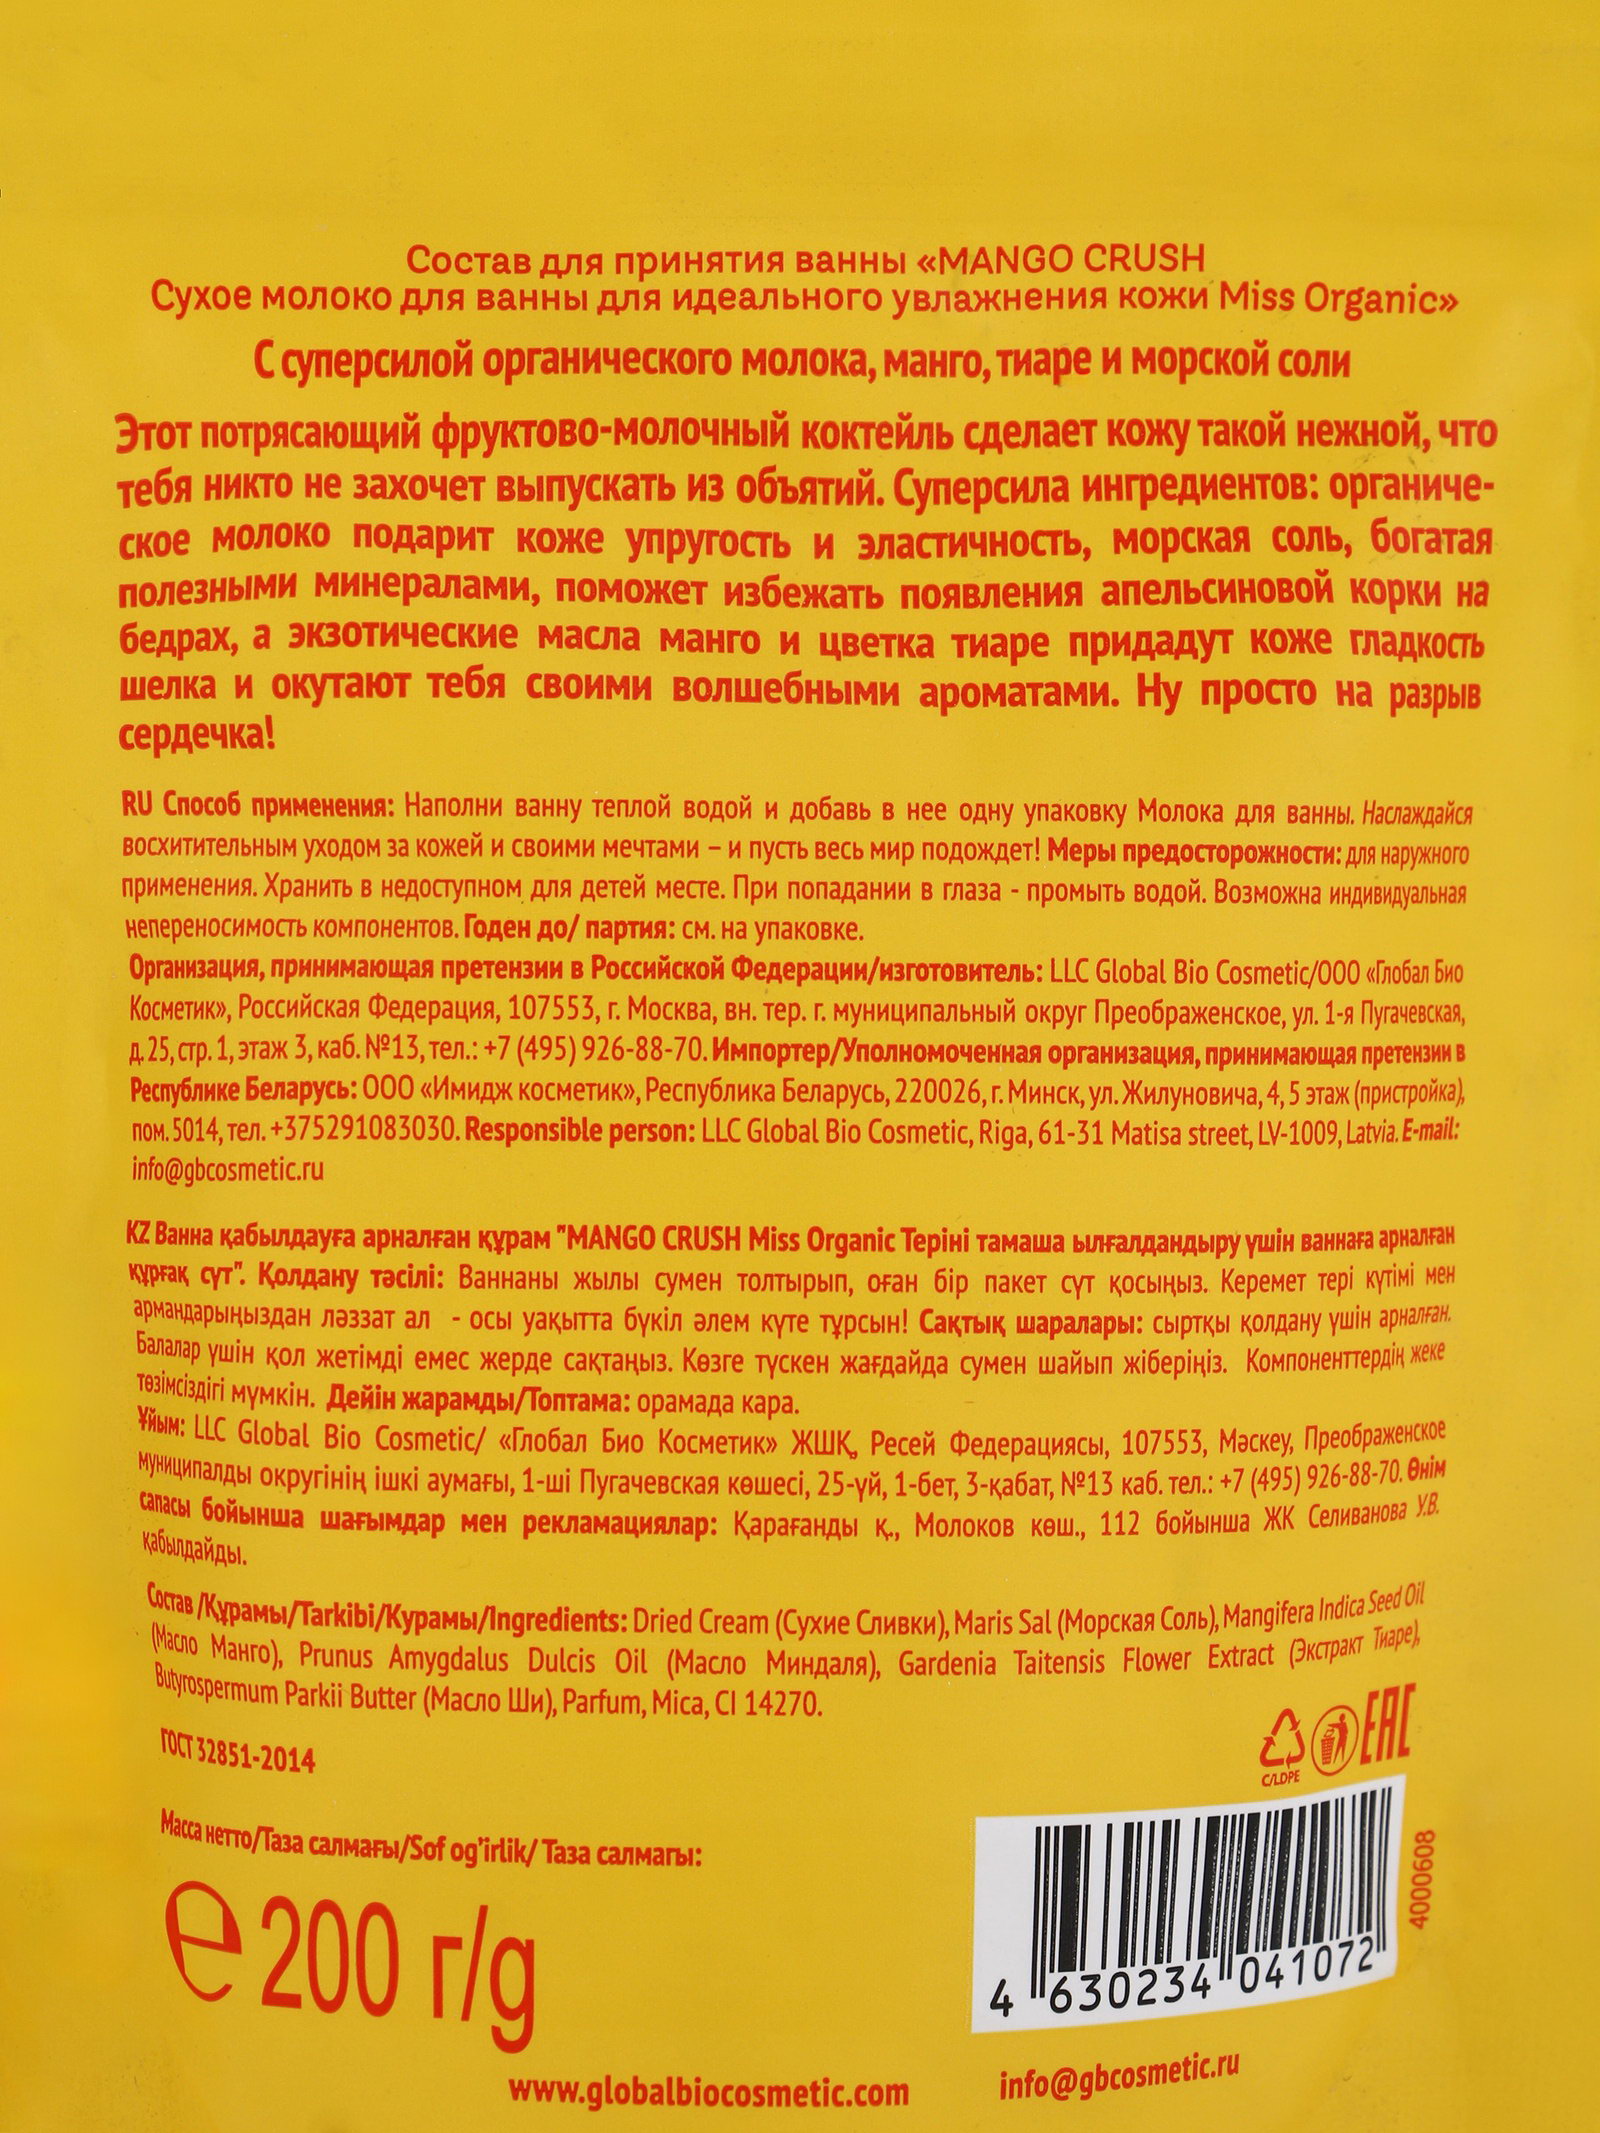 Состав для принятия ванны «MANGO CRUSH
Сухое молоко для ванны для идеального увлажнения кожи Miss Organic»
С суперсилой органического молока, манго, тиаре и морской соли
Этот потрясающий фруктово-молочный коктейль сделает кожу такой нежной, что
тебя никто не захочет выпускать из объятий. Суперсила ингредиентов: органиче-
ское молоко подарит коже упругость и эластичность, морская соль, богатая
полезными минералами, поможет избежать появления апельсиновой корки на
бедрах, а экзотические масла манго и цветка тиаре придадут коже гладкость
шелка и окутают тебя своими волшебными ароматами. Ну просто на разрыв
сердечка!
RU Способ применения: Наполни ванну теплой водой и добавь в нее одну упаковку Молока для ванны. Наслаждайся
восхитительным уходом за кожей и своими мечтами – и пусть весь мир подождет! Меры предосторожности: для наружного
применения. Хранить в недоступном для детей месте. При попадании в глаза - промыть водой. Возможна индивидуальная
непереносимость компонентов. Годен до/ партия: см. на упаковке.
Организация, принимающая претензии в Российской Федерации/изготовитель: LLC Global Bio Cosmetic/ООО «Глобал Био
Косметик», Российская Федерация, 107553, г. Москва, вн. тер. г. муниципальный округ Преображенское, ул. 1-я Пугачевская,
д. 25, стр. 1, этаж 3, каб. №13, тел.: +7 (495) 926-88-70. Импортер/Уполномоченная организация, принимающая претензии в
Республике Беларусь: ООО «Имидж косметик», Республика Беларусь, 220026, г. Минск, ул. Жилуновича, 4, 5 этаж (пристройка),
пом. 5014, тел. +375291083030. Responsible person: LLC Global Bio Cosmetic, Riga, 61-31 Matisa street, LV-1009, Latvia. E-mail:
info@gbcosmetic.ru
KZ Ванна қабылдауға арналған құрам "MANGO CRUSH Miss Organic Теріні тамаша ылғалдандыру үшін ваннаға арналған
құрғақ сүт". Қолдану тәсілі: Ваннаны жылы сумен толтырып, оған бір пакет сүт қосыңыз. Керемет тері күтімі мен
армандарыңыздан ләззат ал - осы уақытта бүкіл әлем күте тұрсын! Сақтық шаралары: сыртқы қолдану үшін арналған.
Балалар үшін қол жетімді емес жерде сақтаңыз. Көзге түскен жағдайда сумен шайып жіберіңіз. Компоненттердің жеке
төзімсіздігі мүмкін. Дейін жарамды/Топтама: орамада кара.
Ұйым: LLC Global Bio Cosmetic/ «Глобал Био Косметик» ЖШҚ, Ресей Федерациясы, 107553, Мәскеу, Преображенское
муниципалды округінің ішкі аумағы, 1-ші Пугачевская көшесі, 25-үй, 1-бет, 3-қабат, №13 каб. тел.: +7 (495) 926-88-70. Өнім
сапасы бойынша шағымдар мен рекламациялар: Қарағанды қ., Молоков көш., 112 бойынша ЖК Селиванова У.В.
қабылдайды.
Состав /Құрамы/Tarkibi/Курамы/Ingredients: Dried Cream (Сухие Сливки), Maris Sal (Морская Соль), Mangifera Indica Seed Oil
(Масло Манго), Prunus Amygdalus Dulcis Oil (Масло Миндаля), Gardenia Taitensis Flower Extract (Экстракт Тиаре),
Butyrospermum Parkii Butter (Масло Ши), Parfum, Mica, CI 14270.
ГОСТ 32851-2014
C/LDPE
EAC
Масса нетто/Таза салмағы/Sof og'irlik/ Таза салмагы:
℮ 200 г/g
4 630234 041072
4000608
www.globalbiocosmetic.com
info@gbcosmetic.ru